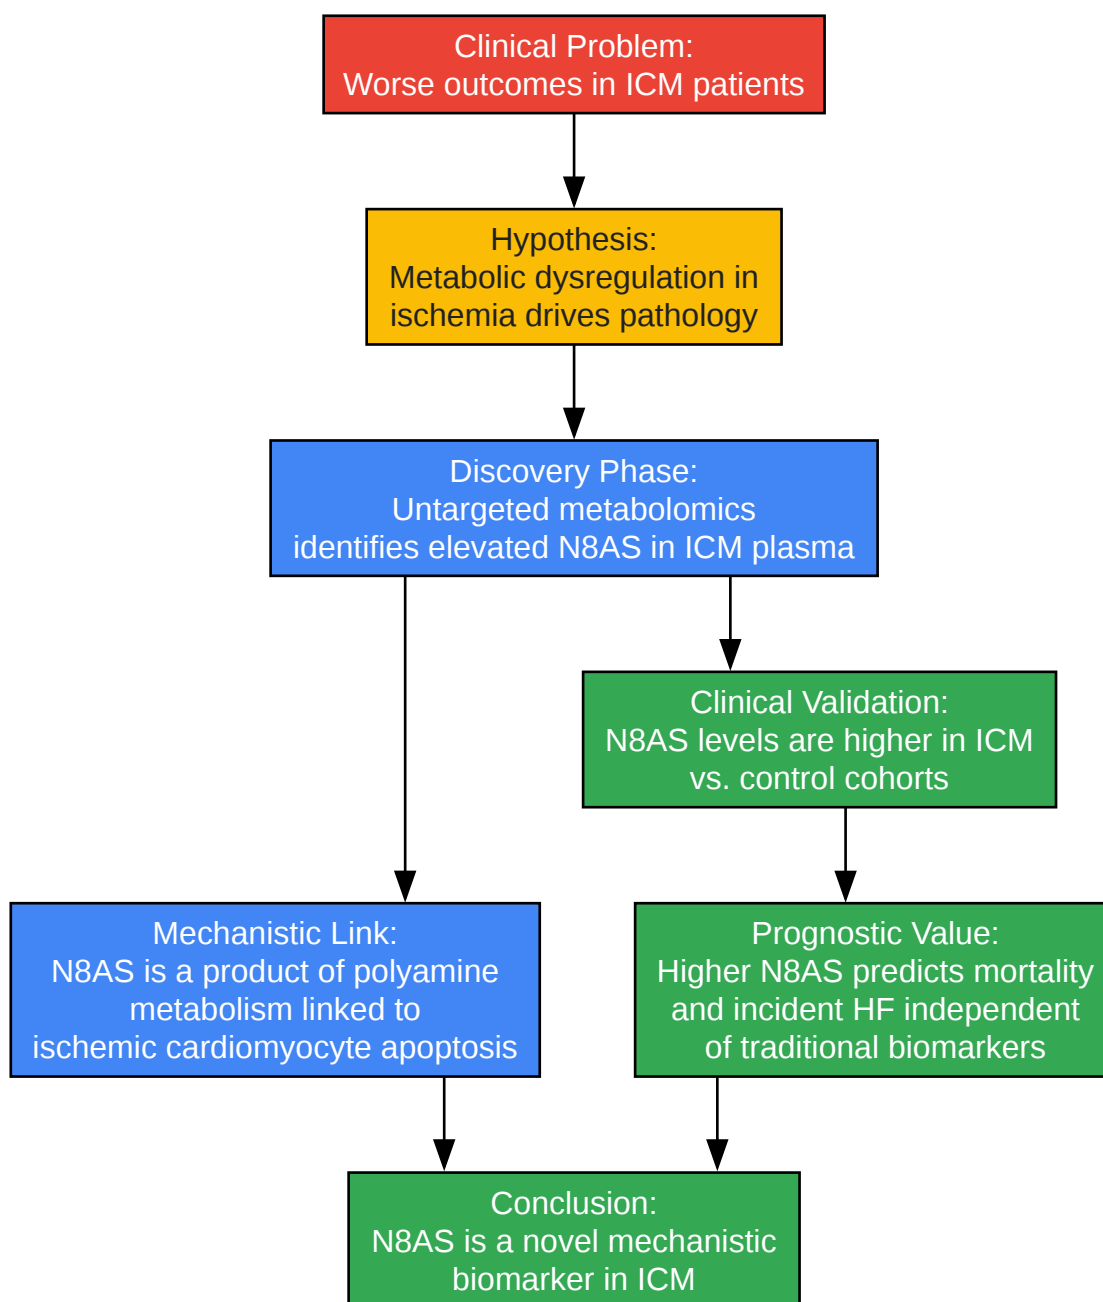 Clinical Problem:
Worse outcomes in ICM patients
Hypothesis:
Metabolic dysregulation in
ischemia drives pathology
Discovery Phase:
Untargeted metabolomics
identifies elevated N8AS in ICM plasma
Clinical Validation:
N8AS levels are higher in ICM
vs. control cohorts
Mechanistic Link:
N8AS is a product of polyamine
metabolism linked to
ischemic cardiomyocyte apoptosis
Prognostic Value:
Higher N8AS predicts mortality
and incident HF independent
of traditional biomarkers
Conclusion:
N8AS is a novel mechanistic
biomarker in ICM